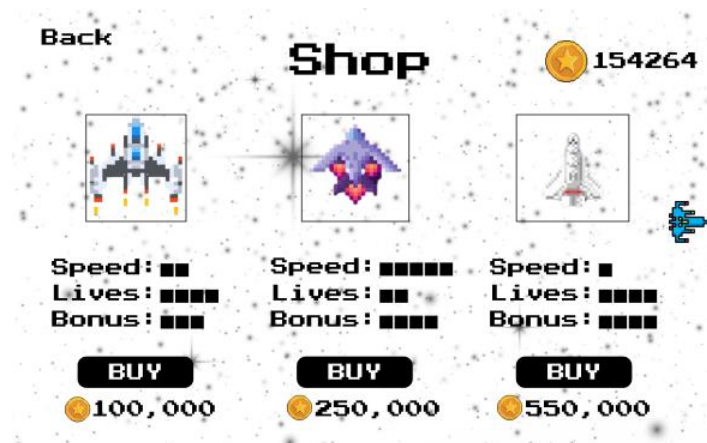 Back
Shop
154264
Speed: Speed: Speed:
Lives: Lives: Lives:
Bonus: Bonus: Bonus:
BUY BUY BUY
100,000 250,000 550,000